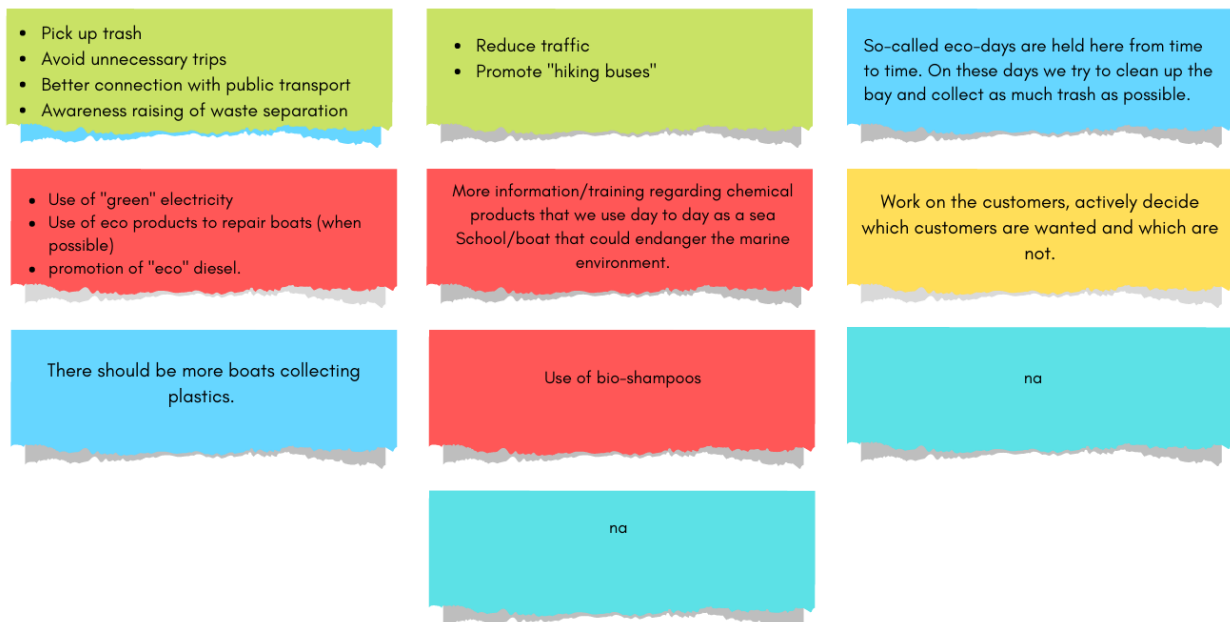 • Pick up trash
• Avoid unnecessary trips
• Better connection with public transport
• Awareness raising of waste separation
• Reduce traffic
• Promote "hiking buses"
So-called eco-days are held here from time
to time. On these days we try to clean up the
bay and collect as much trash as possible.
• Use of "green" electricity
• Use of eco products to repair boats (when
possible)
• promotion of "eco" diesel.
More information/training regarding chemical
products that we use day to day as a sea
School/boat that could endanger the marine
environment.
Work on the customers, actively decide
which customers are wanted and which are
not.
There should be more boats collecting
plastics.
Use of bio-shampoos
na
na